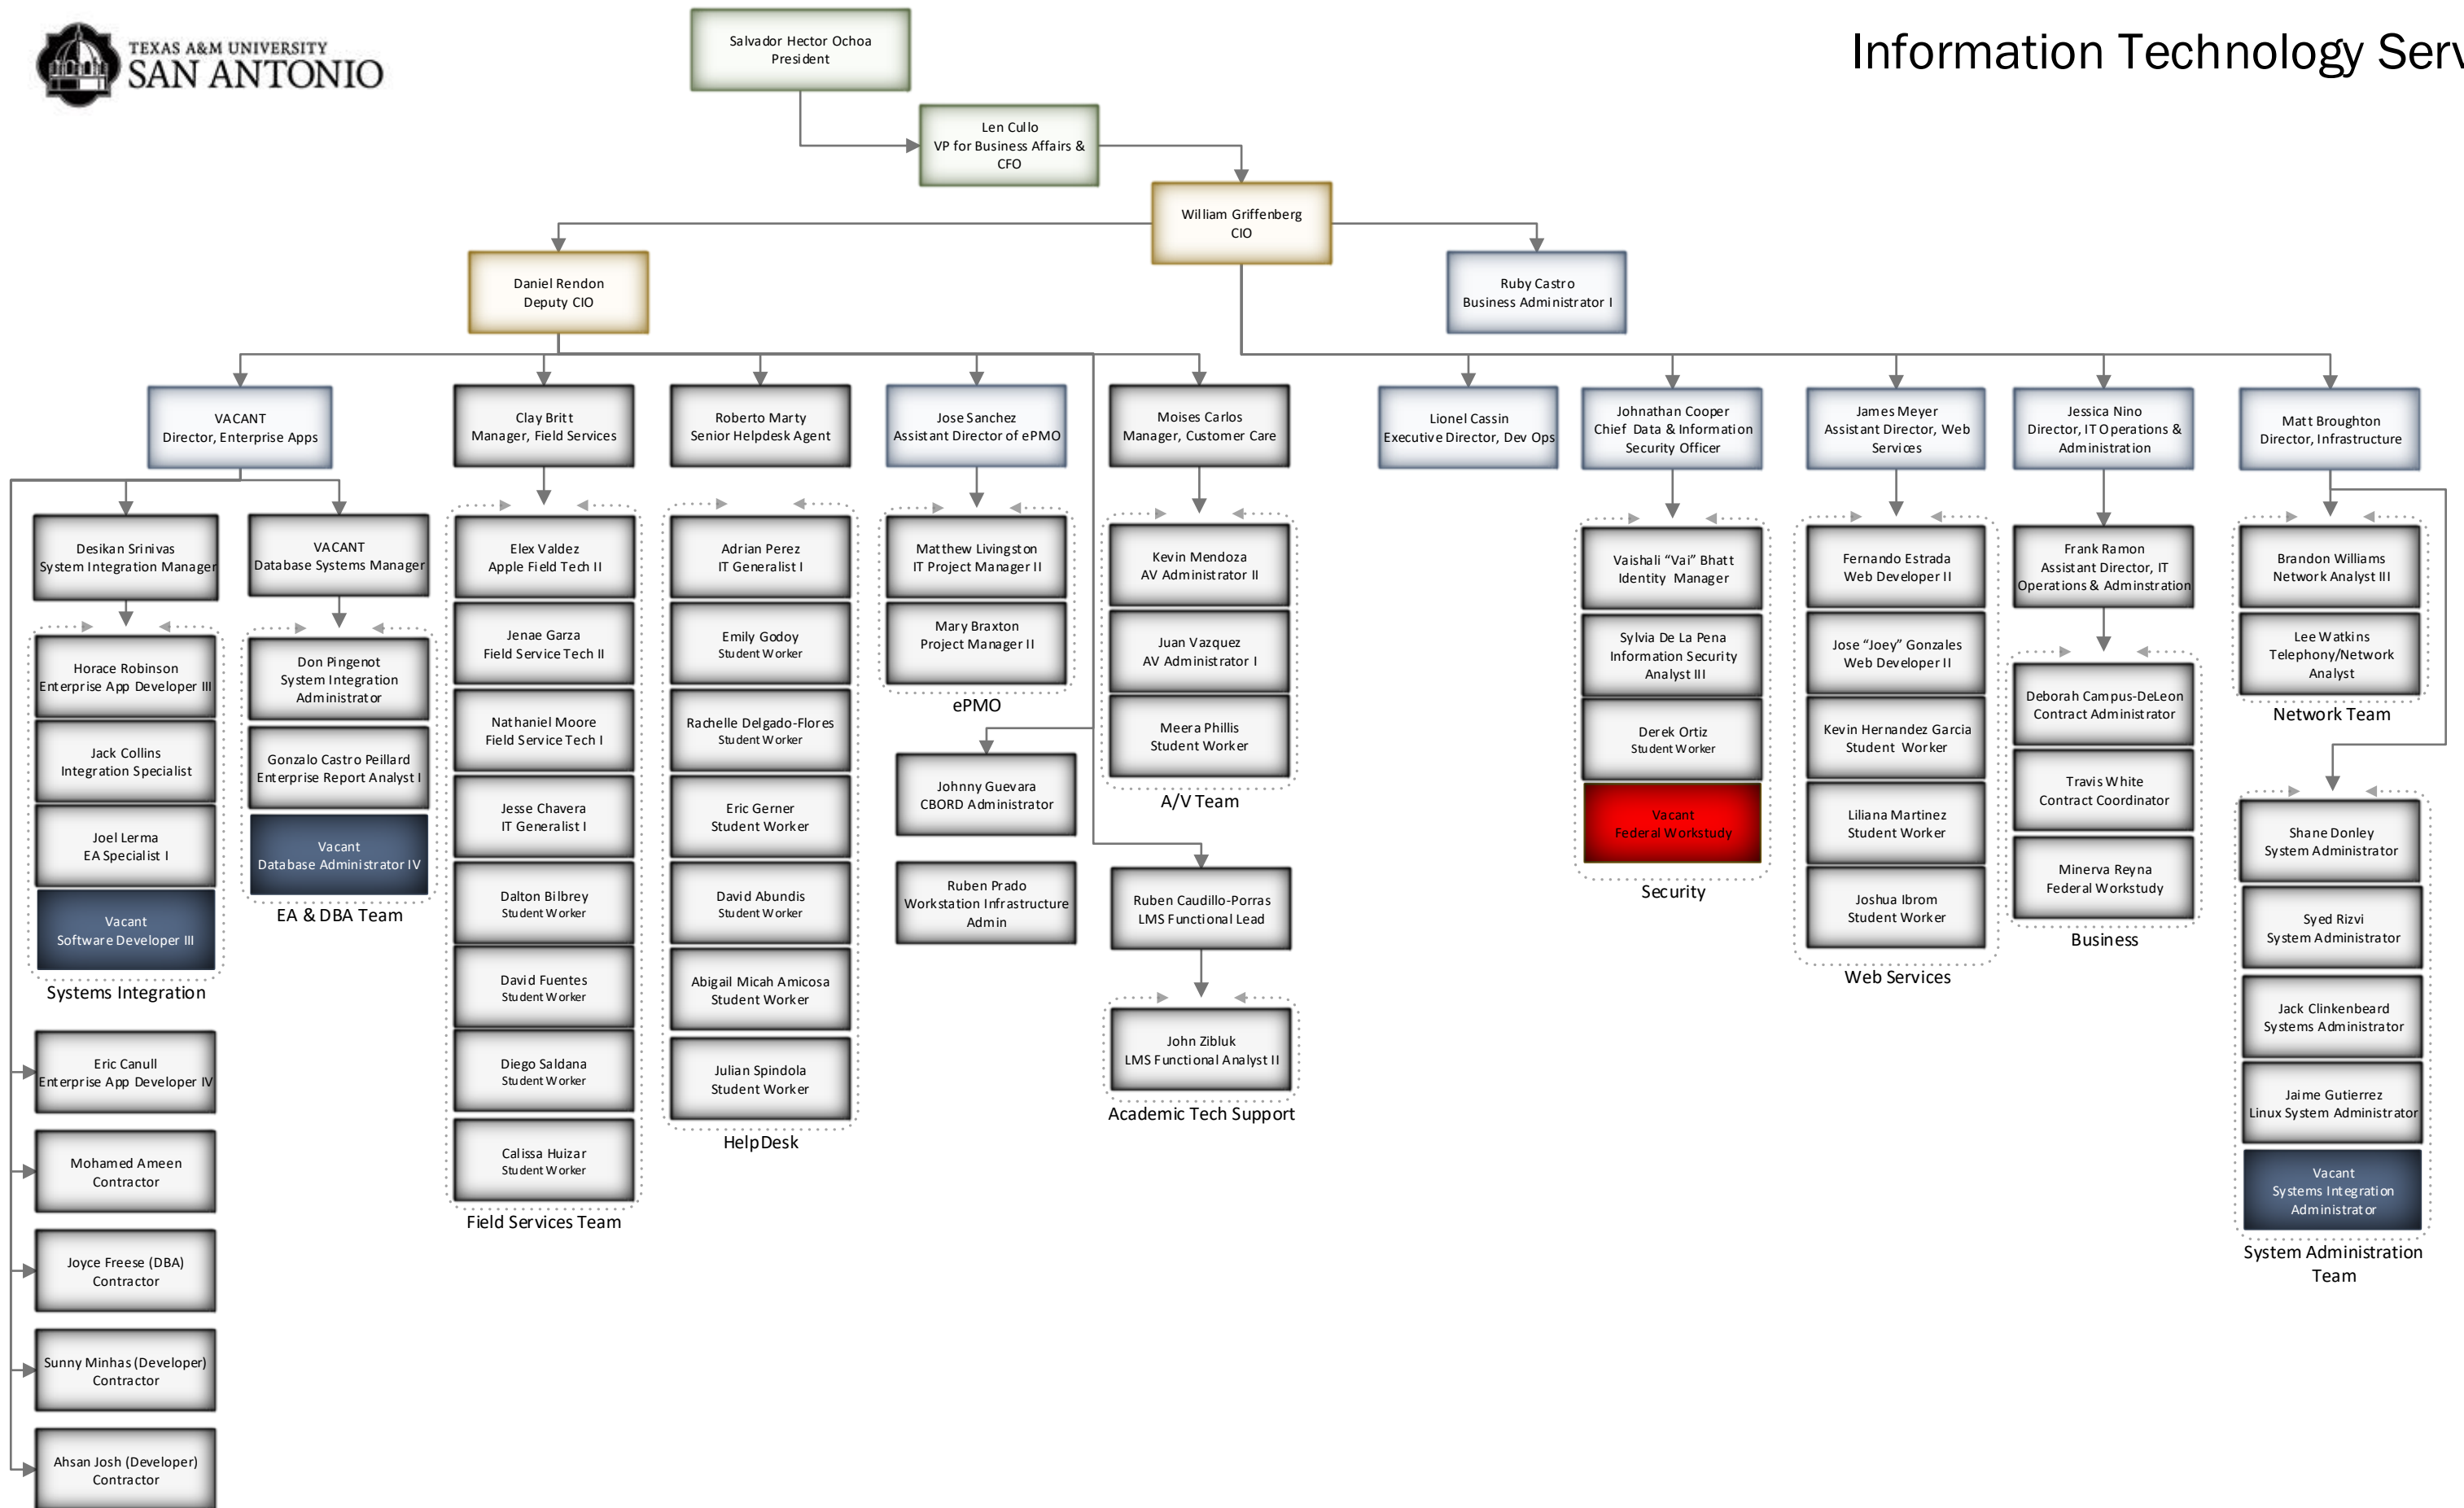 TEXAS A&M UNIVERSITY
SAN ANTONIO
Information Technology Serv
Salvador Hector Ochoa
President
Len Cullo
VP for Business Affairs &
CFO
William Griffenberg
CIO
Daniel Rendon
Deputy CIO
Ruby Castro
Business Administrator I
VACANT
Director, Enterprise Apps
Clay Britt
Manager, Field Services
Roberto Marty
Senior Helpdesk Agent
Jose Sanchez
Assistant Director of ePMO
Moises Carlos
Manager, Customer Care
Lionel Cassin
Executive Director, Dev Ops
Johnathan Cooper
Chief Data & Information
Security Officer
James Meyer
Assistant Director, Web
Services
Jessica Nino
Director, IT Operations &
Administration
Matt Broughton
Director, Infrastructure
Desikan Srinivas
System Integration Manager
Horace Robinson
Enterprise App Developer III
Jack Collins
Integration Specialist
Joel Lerma
EA Specialist I
Vacant
Software Developer III
Systems Integration
Eric Canull
Enterprise App Developer IV
Mohamed Ameen
Contractor
Joyce Freese (DBA)
Contractor
Sunny Minhas (Developer)
Contractor
Ahsan Josh (Developer)
Contractor
VACANT
Database Systems Manager
Don Pingenot
System Integration
Administrator
Gonzalo Castro Peillard
Enterprise Report Analyst I
Vacant
Database Administrator IV
EA & DBA Team
Elex Valdez
Apple Field Tech II
Jenae Garza
Field Service Tech II
Nathaniel Moore
Field Service Tech I
Jesse Chavera
IT Generalist I
Dalton Bilbrey
Student Worker
David Fuentes
Student Worker
Diego Saldana
Student Worker
Calissa Huizar
Student Worker
Field Services Team
Adrian Perez
IT Generalist I
Emily Godoy
Student Worker
Rachelle Delgado-Flores
Student Worker
Eric Gerner
Student Worker
David Abundis
Student Worker
Abigail Micah Amicosa
Student Worker
Julian Spindola
Student Worker
HelpDesk
Matthew Livingston
IT Project Manager II
Mary Braxton
Project Manager II
ePMO
Johnny Guevara
CBORD Administrator
Ruben Prado
Workstation Infrastructure
Admin
Kevin Mendoza
AV Administrator II
Juan Vazquez
AV Administrator I
Meera Phillis
Student Worker
A/V Team
Ruben Caudillo-Porras
LMS Functional Lead
John Zibluk
LMS Functional Analyst II
Academic Tech Support
Vaishali “Vai” Bhatt
Identity Manager
Sylvia De La Pena
Information Security
Analyst III
Derek Ortiz
Student Worker
Vacant
Federal Workstudy
Security
Fernando Estrada
Web Developer II
Jose “Joey” Gonzales
Web Developer II
Kevin Hernandez Garcia
Student Worker
Liliana Martinez
Student Worker
Joshua Ibrom
Student Worker
Web Services
Frank Ramon
Assistant Director, IT
Operations & Adminstration
Deborah Campus-DeLeon
Contract Administrator
Travis White
Contract Coordinator
Minerva Reyna
Federal Workstudy
Business
Brandon Williams
Network Analyst III
Lee Watkins
Telephony/Network
Analyst
Network Team
Shane Donley
System Administrator
Syed Rizvi
System Administrator
Jack Clinkenbeard
Systems Administrator
Jaime Gutierrez
Linux System Administrator
Vacant
Systems Integration
Administrator
System Administration
Team